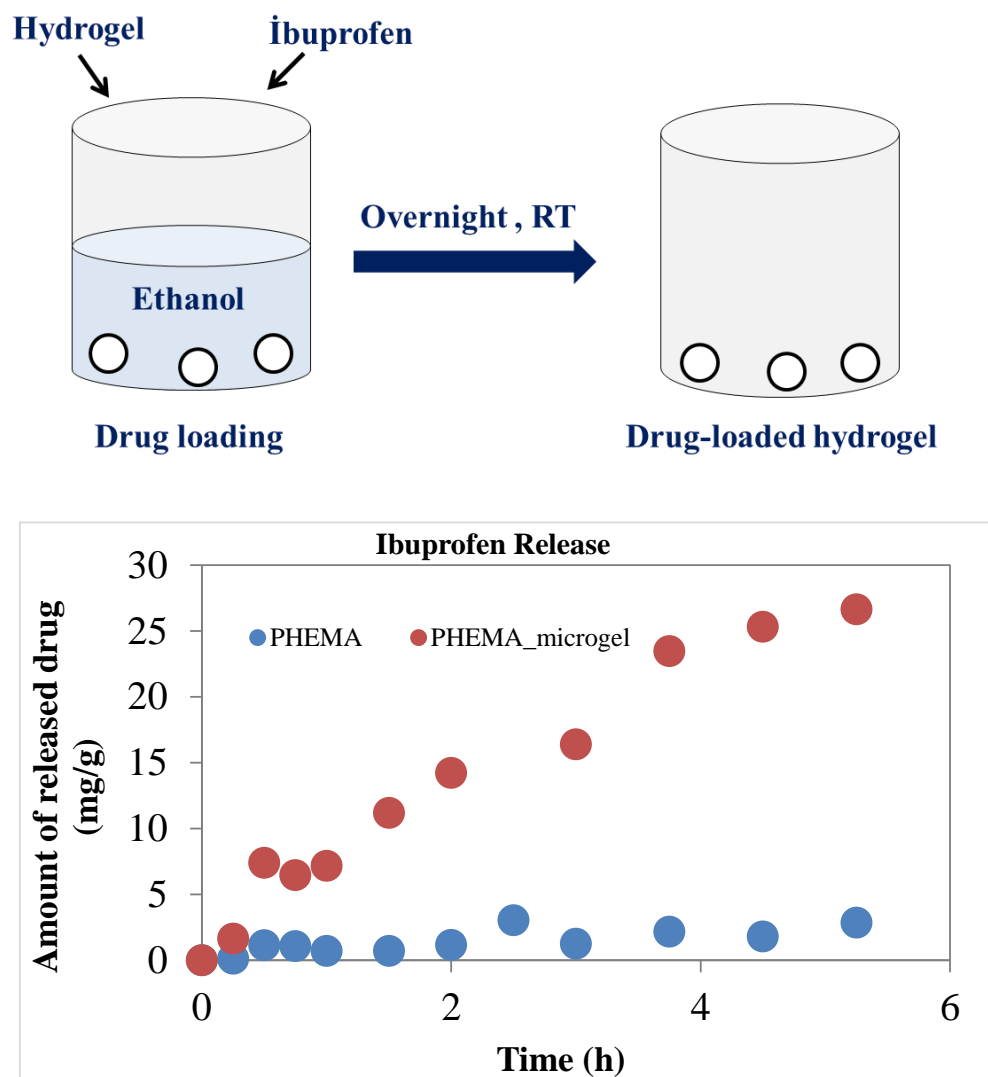 Hydrogel
İbuprofen
Overnight , RT
Ethanol
Drug loading
Drug-loaded hydrogel
Ibuprofen Release
30
25
20
15
10
5
0
PHEMA
PHEMA_microgel
Amount of released drug
(mg/g)
0
2
4
6
Time (h)